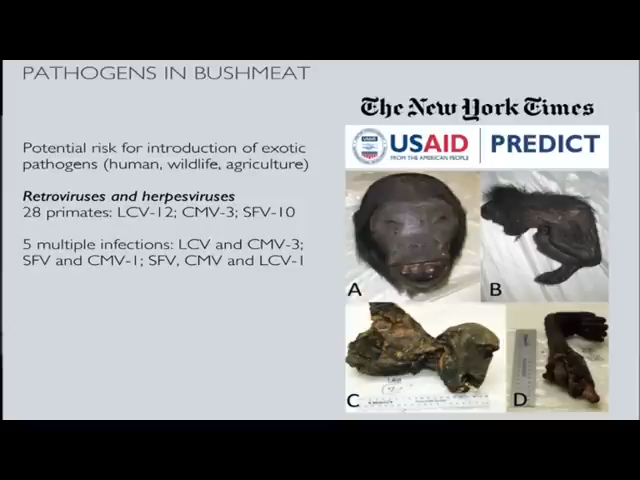 PATHOGENS IN BUSHMEAT
Potential risk for introduction of exotic
pathogens (human, wildlife, agriculture)
Retroviruses and herpesviruses
28 primates: LCV-12; CMV-3; SFV-10
5 multiple infections: LCV and CMV-3;
SFV and CMV-1; SFV, CMV and LCV-1
The New York Times
USAID
FROM THE AMERICAN PEOPLE
PREDICT
A
B
C
D